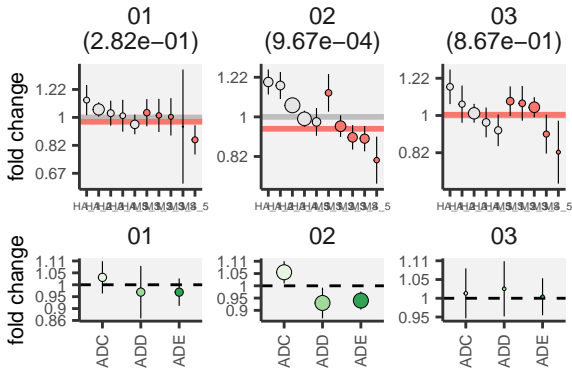 01 02 03
(2.82e−01) (9.67e−04) (8.67e−01)
fold change
1.22 1.22 1.22
1 1 1
0.82 0.82 0.82
0.67
01 02 03
fold change
1.11 1.11 1.11
1.05 1.05 1.05
1 1 1
0.95 0.95 0.95
0.9 0.9
0.86
ADC ADD ADE ADC ADD ADE ADC ADD ADE